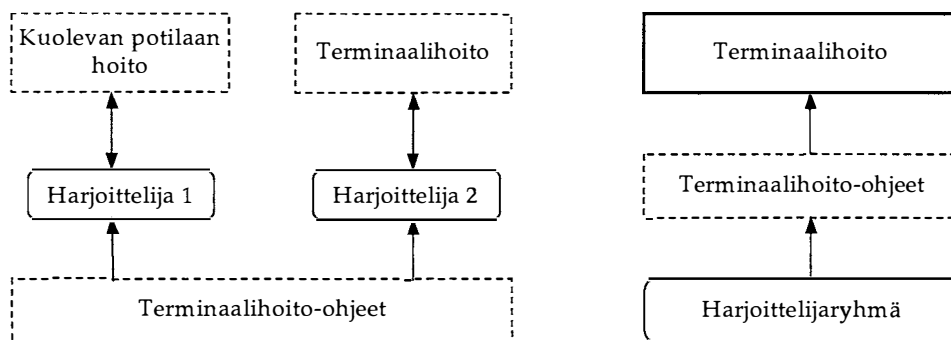 Kuolevan potilaan
hoito
Terminaalihoito
Terminaalihoito
Harjoittelija 1
Harjoittelija 2
Terminaalihoito-ohjeet
Terminaalihoito-ohjeet
Harjoittelijaryhmä